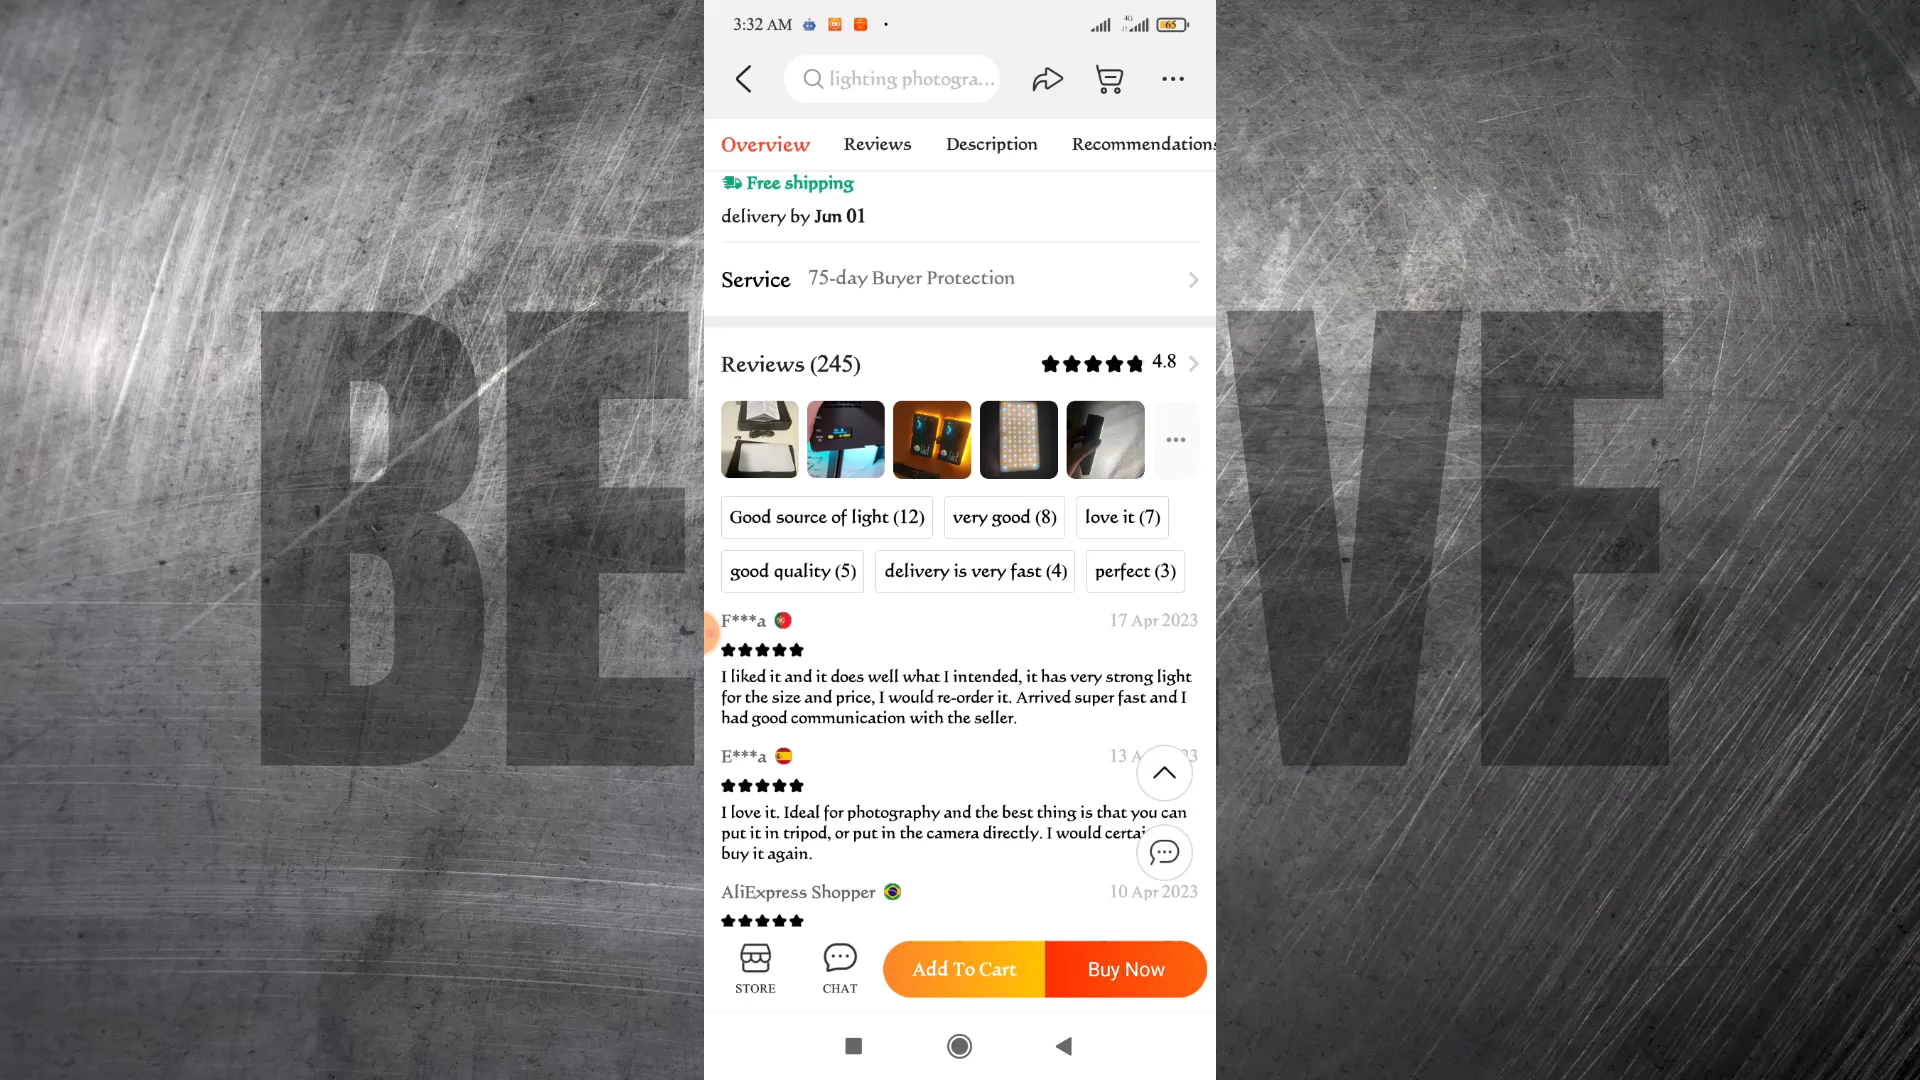 3:32 AM
4G
65
lighting photogra...
Overview
Reviews
Description
Recommendations
Free shipping
delivery by Jun 01
Service
75-day Buyer Protection
Reviews (245)
4.8
Good source of light (12)
very good (8)
love it (7)
good quality (5)
delivery is very fast (4)
perfect (3)
F***a
17 Apr 2023
I liked it and it does well what I intended, it has very strong light
for the size and price, I would re-order it. Arrived super fast and I
had good communication with the seller.
E***a
13 A
I love it. Ideal for photography and the best thing is that you can
put it in tripod, or put in the camera directly. I would certai
buy it again.
AliExpress Shopper
10 Apr 2023
STORE
CHAT
Add To Cart
Buy Now
BE VE